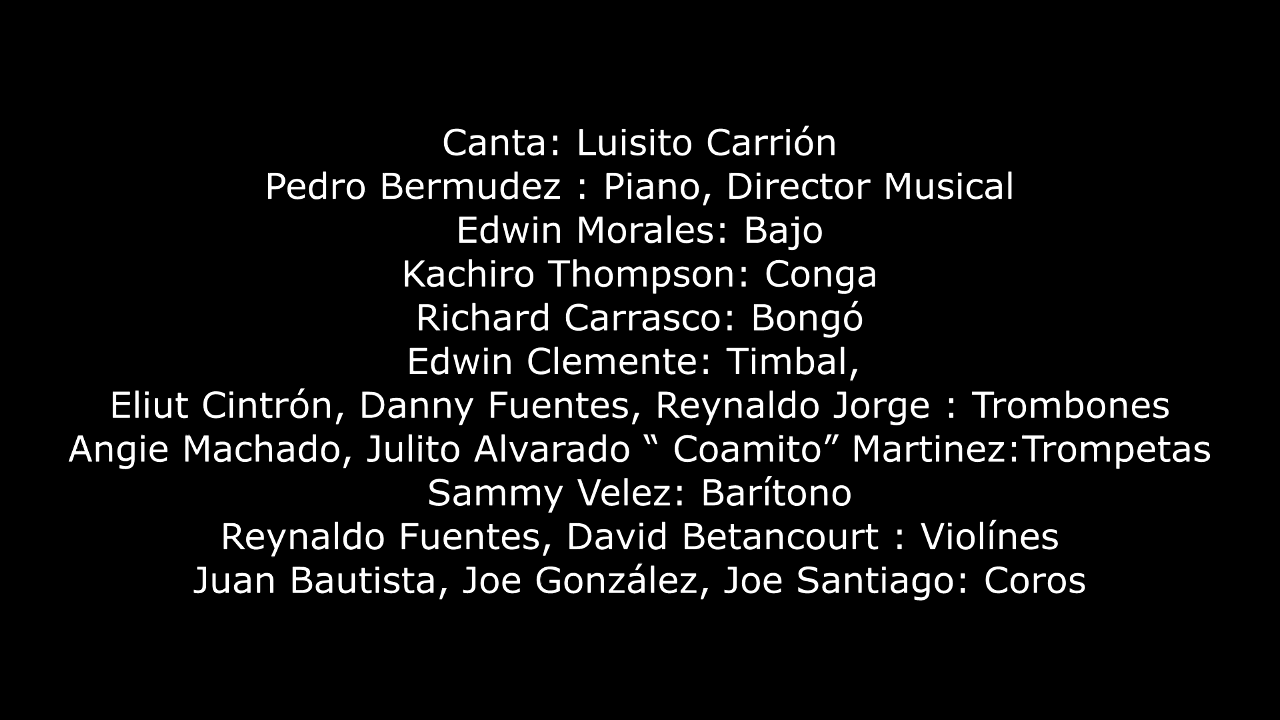 Canta: Luisito Carrión
Pedro Bermudez : Piano, Director Musical
Edwin Morales: Bajo
Kachiro Thompson: Conga
Richard Carrasco: Bongó
Edwin Clemente: Timbal,
Eliut Cintrón, Danny Fuentes, Reynaldo Jorge : Trombones
Angie Machado, Julito Alvarado “ Coamito” Martinez:Trompetas
Sammy Velez: Barítono
Reynaldo Fuentes, David Betancourt : Violínes
Juan Bautista, Joe González, Joe Santiago: Coros